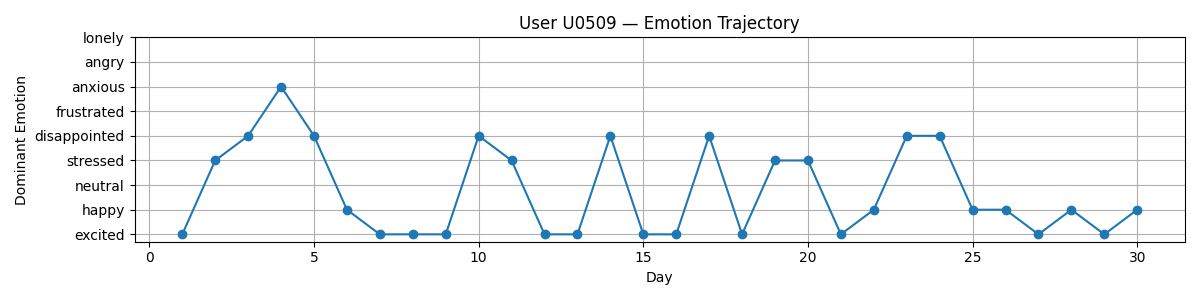 User U0509 — Emotion Trajectory
Dominant Emotion
lonely
angry
anxious
frustrated
disappointed
stressed
neutral
happy
excited
0 5 10 15 20 25 30
Day